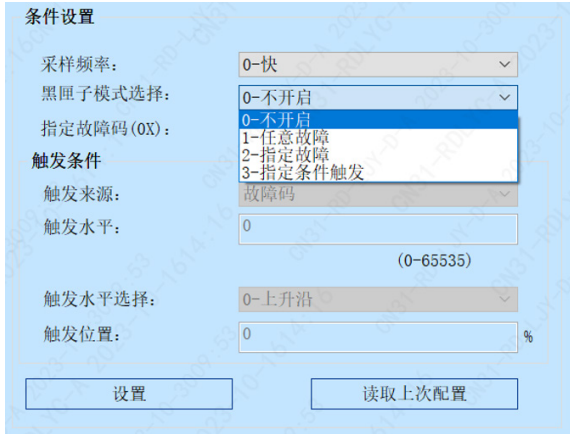 条件设置
采样频率: 0-快
黑匣子模式选择: 0-不开启
指定故障码(0X): 0-不开启
1-任意故障
2-指定故障
3-指定条件触发
触发条件
触发来源: 故障码
触发水平: 0
(0-65535)
触发水平选择: 0-上升沿
触发位置: 0 %
设置 读取上次配置